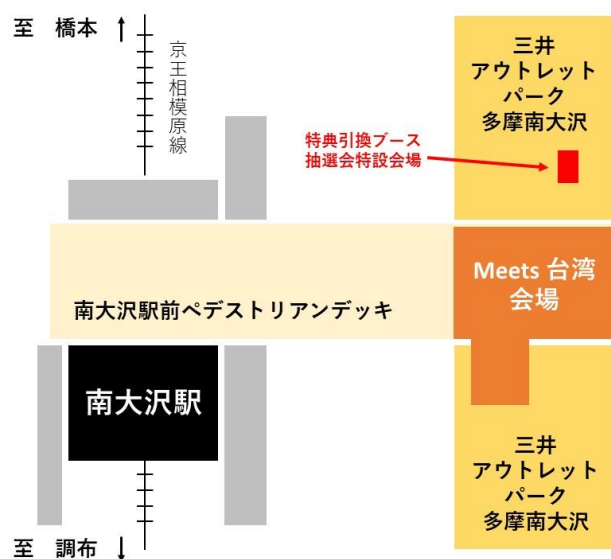 至 橋本
京王相模原線
三井
アウトレット
パーク
多摩南大沢
特典引換ブース
抽選会特設会場
Meets 台湾
会場
南大沢駅前ペデストリアンデッキ
南大沢駅
三井
アウトレット
パーク
多摩南大沢
至 調布